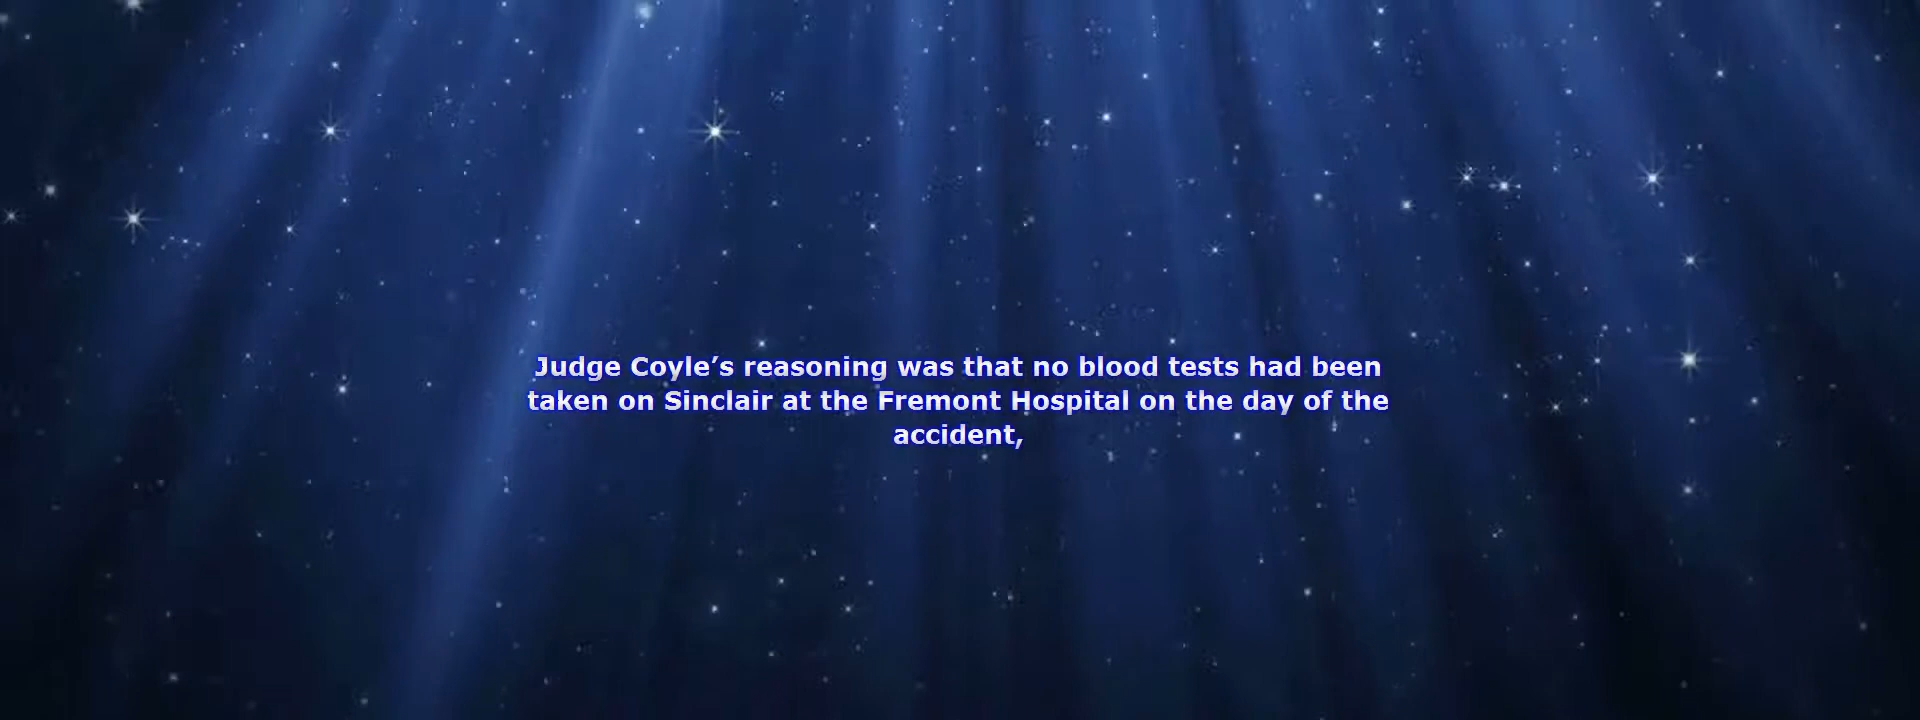 Judge Coyle’s reasoning was that no blood tests had been
taken on Sinclair at the Fremont Hospital on the day of the
accident,